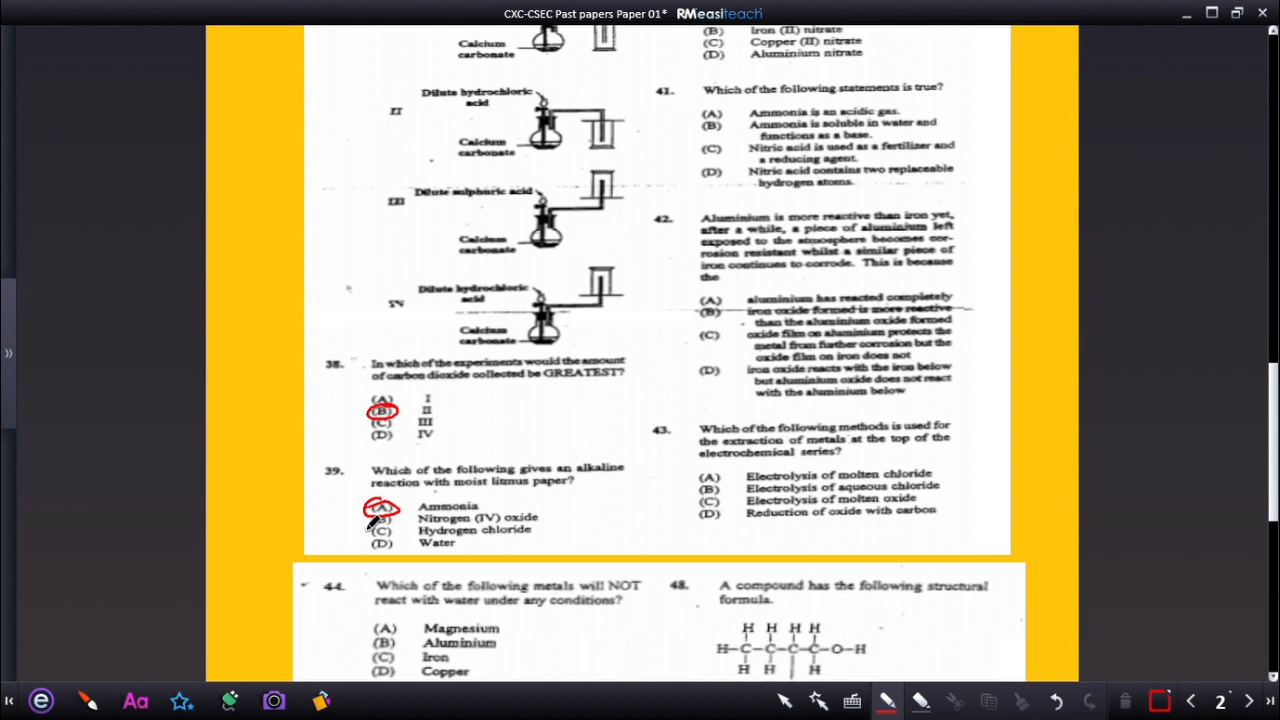 CXC-CSEC Past papers Paper 01* RMeasiteach
Calcium
carbonate
II
Dilute hydrochloric
acid
Calcium
carbonate
III
Dilute sulphuric acid
Calcium
carbonate
IV
Dilute hydrochloric
acid
Calcium
carbonate
38. In which of the experiments would the amount
of carbon dioxide collected be GREATEST?
(A) I
(B) II
(C) III
(D) IV
39. Which of the following gives an alkaline
reaction with moist litmus paper?
(A) Ammonia
(B) Nitrogen (IV) oxide
(C) Hydrogen chloride
(D) Water
(B) Iron (II) nitrate
(C) Copper (II) nitrate
(D) Aluminium nitrate
41. Which of the following statements is true?
(A) Ammonia is an acidic gas.
(B) Ammonia is soluble in water and
functions as a base.
(C) Nitric acid is used as a fertilizer and
a reducing agent.
(D) Nitric acid contains two replaceable
hydrogen atoms.
42. Aluminium is more reactive than iron yet,
after a while, a piece of aluminium left
exposed to the atmosphere becomes cor-
rosion resistant whilst a similar piece of
iron continues to corrode. This is because
the
(A) aluminium has reacted completely
(B) iron oxide formed is more reactive
than the aluminium oxide formed
(C) oxide film on aluminium protects the
metal from further corrosion but the
oxide film on iron does not
(D) iron oxide reacts with the iron below
but aluminium oxide does not react
with the aluminium below
43. Which of the following methods is used for
the extraction of metals at the top of the
electrochemical series?
(A) Electrolysis of molten chloride
(B) Electrolysis of aqueous chloride
(C) Electrolysis of molten oxide
(D) Reduction of oxide with carbon
44. Which of the following metals will NOT
react with water under any conditions?
(A) Magnesium
(B) Aluminium
(C) Iron
(D) Copper
48. A compound has the following structural
formula.
H H H H
H-C-C-C-C-O-H
H H H
e Aa 2